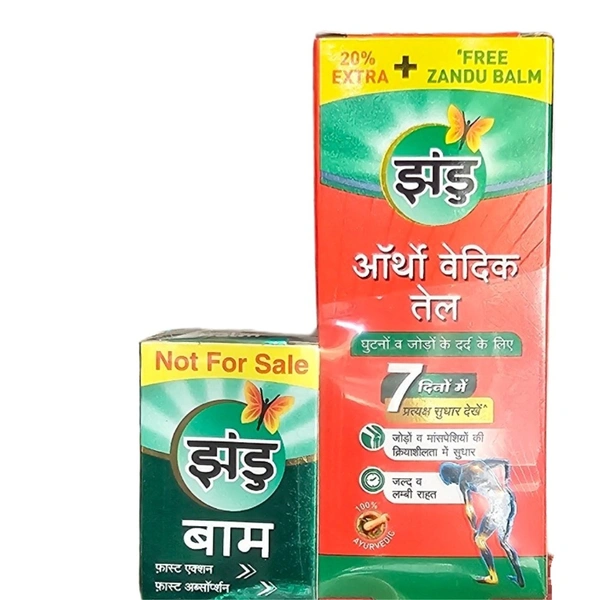 20%
EXTRA
+
*FREE
ZANDU BALM
झंडु
ऑर्थो वेदिक
तेल
घुटनों व जोड़ों के दर्द के लिए
7 दिनों में
प्रत्यक्ष सुधार देखें^
जोड़ों व मांसपेशियों की
क्रियाशीलता में सुधार
जल्द व
लम्बी राहत
100%
AYURVEDIC
Not For Sale
झंडु
बाम
फ़ास्ट एक्शन
फ़ास्ट अब्सॉर्प्शन